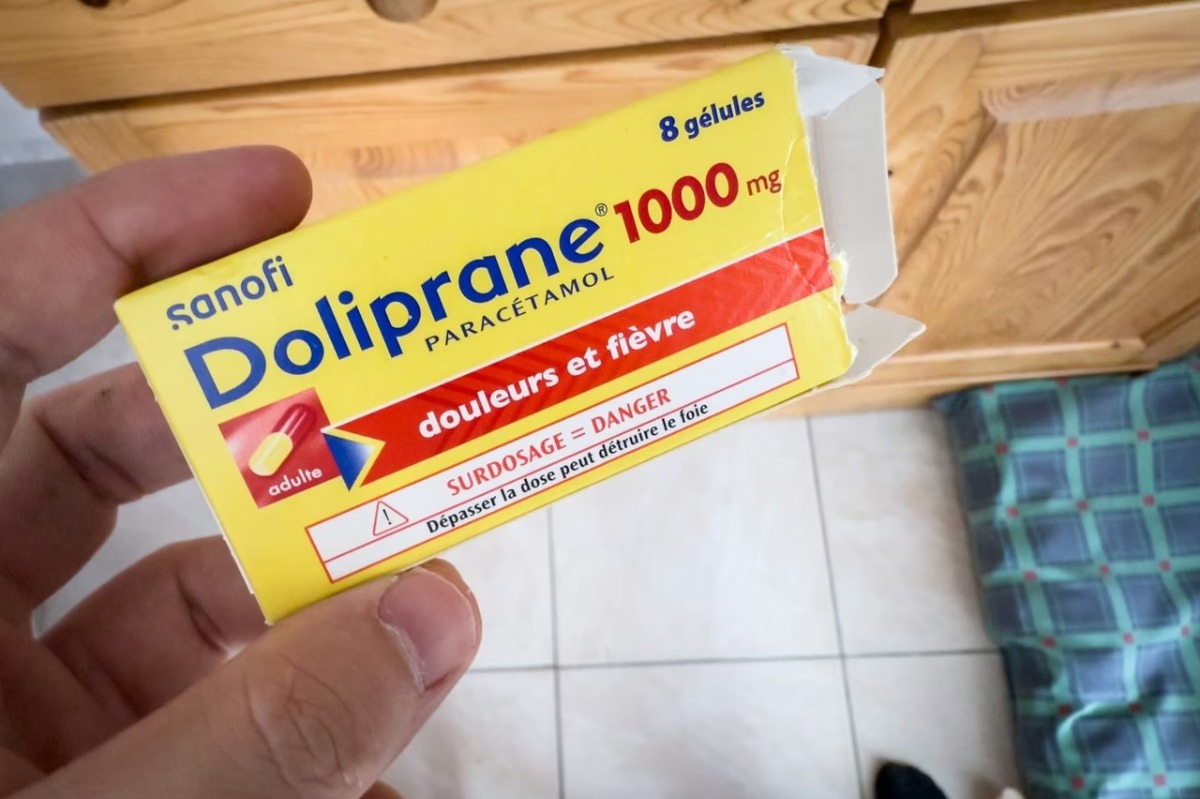 8 gélules
sanofi
Doliprane® 1000 mg
PARACÉTAMOL
douleurs et fièvre
adulte
SURDOSAGE = DANGER
!
Dépasser la dose peut détruire le foie